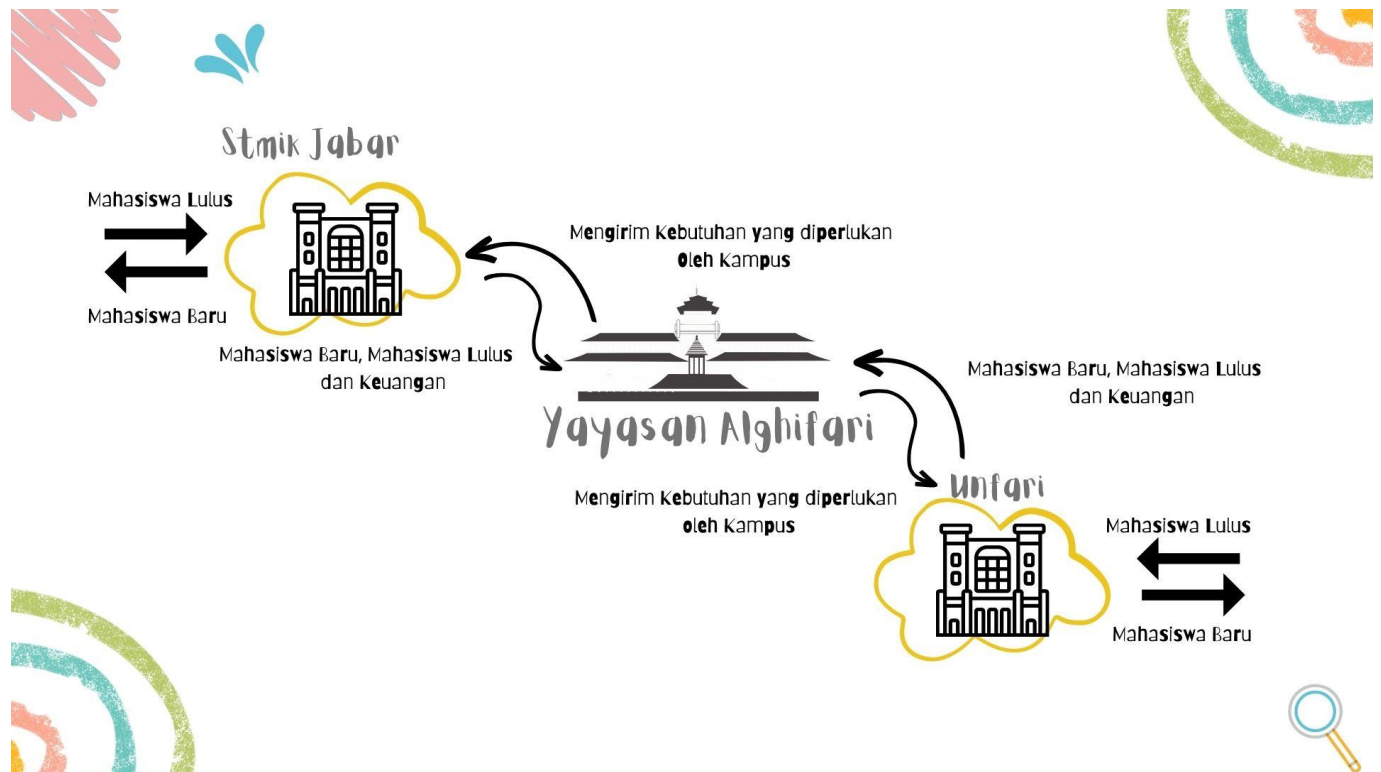 Stmik Jabar
Mahasiswa Lulus
Mahasiswa Baru
Mengirim Kebutuhan yang diperlukan
Oleh Kampus
Mahasiswa Baru, Mahasiswa Lulus
dan Keuangan
Yayasan Alghifari
Mahasiswa Baru, Mahasiswa Lulus
dan Keuangan
Mengirim Kebutuhan yang diperlukan
oleh Kampus
Unfari
Mahasiswa Lulus
Mahasiswa Baru